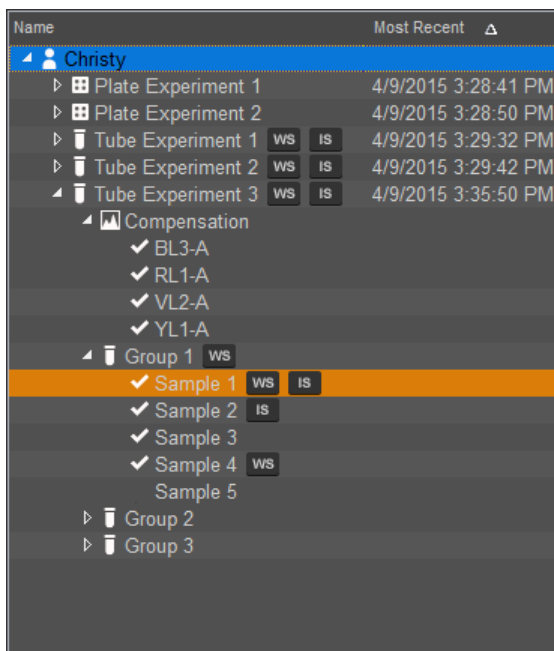 Name Most Recent
Christy
Plate Experiment 1 4/9/2015 3:28:41 PM
Plate Experiment 2 4/9/2015 3:28:50 PM
Tube Experiment 1 WS IS 4/9/2015 3:29:32 PM
Tube Experiment 2 WS IS 4/9/2015 3:29:42 PM
Tube Experiment 3 WS IS 4/9/2015 3:35:50 PM
Compensation
BL3-A
RL1-A
VL2-A
YL1-A
Group 1 WS
Sample 1 WS IS
Sample 2 IS
Sample 3
Sample 4 WS
Sample 5
Group 2
Group 3